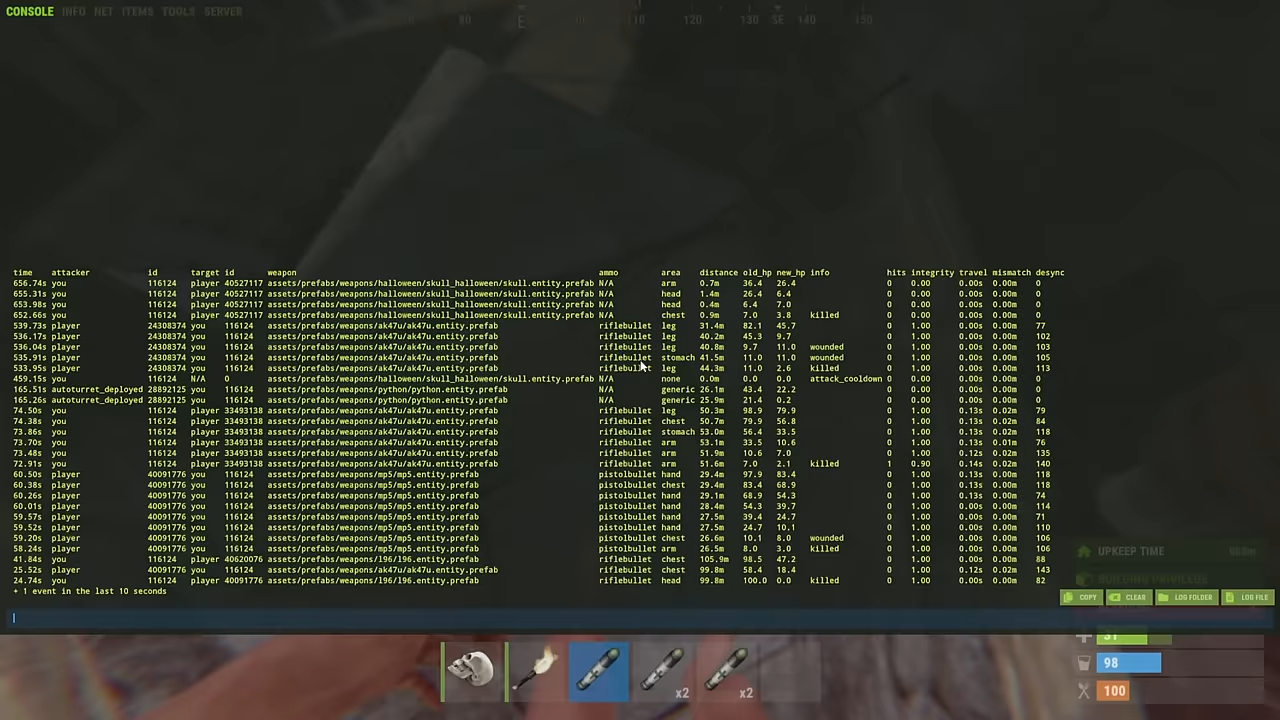 CONSOLE INFO NET ITEMS TOOLS SERVER
80 E 110 120 130 SE 140 150
time attacker id target id weapon ammo area distance old_hp new_hp info hits integrity travel mismatch desync
656.74s you 116124 player 40527117 assets/prefabs/weapons/halloween/skull_halloween/skull.entity.prefab N/A arm 0.7m 36.4 26.4 0 0.00 0.00s 0.00m 0
655.31s you 116124 player 40527117 assets/prefabs/weapons/halloween/skull_halloween/skull.entity.prefab N/A head 1.4m 26.4 6.4 0 0.00 0.00s 0.00m 0
653.98s you 116124 player 40527117 assets/prefabs/weapons/halloween/skull_halloween/skull.entity.prefab N/A head 0.4m 6.4 7.0 0 0.00 0.00s 0.00m 0
652.66s you 116124 player 40527117 assets/prefabs/weapons/halloween/skull_halloween/skull.entity.prefab N/A chest 0.9m 7.0 3.8 killed 0 0.00 0.00s 0.00m 0
539.73s player 24308374 you 116124 assets/prefabs/weapons/ak47u/ak47u.entity.prefab riflebullet leg 31.4m 82.1 45.7 0 1.00 0.00s 0.00m 77
536.17s player 24308374 you 116124 assets/prefabs/weapons/ak47u/ak47u.entity.prefab riflebullet leg 40.2m 45.3 9.7 0 1.00 0.00s 0.00m 102
536.04s player 24308374 you 116124 assets/prefabs/weapons/ak47u/ak47u.entity.prefab riflebullet leg 40.8m 9.7 11.0 wounded 0 1.00 0.00s 0.00m 103
535.91s player 24308374 you 116124 assets/prefabs/weapons/ak47u/ak47u.entity.prefab riflebullet stomach 41.5m 11.0 11.0 wounded 0 1.00 0.00s 0.00m 105
533.95s player 24308374 you 116124 assets/prefabs/weapons/ak47u/ak47u.entity.prefab riflebullet leg 44.3m 11.0 2.6 killed 0 1.00 0.00s 0.00m 113
459.15s you 116124 N/A 0 assets/prefabs/weapons/halloween/skull_halloween/skull.entity.prefab N/A none 0.0m 0.0 0.0 attack_cooldown 0 0.00 0.00s 0.00m 0
165.51s autoturret_deployed 28892125 you 116124 assets/prefabs/weapons/python/python.entity.prefab N/A generic 26.1m 43.4 22.2 0 0.00 0.00s 0.00m 0
165.26s autoturret_deployed 28892125 you 116124 assets/prefabs/weapons/python/python.entity.prefab N/A generic 25.9m 21.4 0.2 0 0.00 0.00s 0.00m 0
74.50s you 116124 player 33493138 assets/prefabs/weapons/ak47u/ak47u.entity.prefab riflebullet leg 50.3m 98.9 79.9 0 1.00 0.13s 0.02m 79
74.38s you 116124 player 33493138 assets/prefabs/weapons/ak47u/ak47u.entity.prefab riflebullet chest 50.7m 79.9 56.8 0 1.00 0.13s 0.02m 84
73.86s you 116124 player 33493138 assets/prefabs/weapons/ak47u/ak47u.entity.prefab riflebullet stomach 53.0m 56.4 33.5 0 1.00 0.13s 0.02m 118
73.70s you 116124 player 33493138 assets/prefabs/weapons/ak47u/ak47u.entity.prefab riflebullet arm 53.1m 33.5 10.6 0 1.00 0.13s 0.01m 76
73.48s you 116124 player 33493138 assets/prefabs/weapons/ak47u/ak47u.entity.prefab riflebullet arm 51.9m 10.6 7.0 0 1.00 0.12s 0.02m 135
72.91s you 116124 player 33493138 assets/prefabs/weapons/ak47u/ak47u.entity.prefab riflebullet arm 51.6m 7.0 2.1 killed 1 0.90 0.14s 0.02m 140
60.50s player 40091776 you 116124 assets/prefabs/weapons/mp5/mp5.entity.prefab pistolbullet hand 29.4m 97.9 83.4 0 1.00 0.13s 0.00m 118
60.38s player 40091776 you 116124 assets/prefabs/weapons/mp5/mp5.entity.prefab pistolbullet chest 29.4m 83.4 68.9 0 1.00 0.13s 0.00m 118
60.26s player 40091776 you 116124 assets/prefabs/weapons/mp5/mp5.entity.prefab pistolbullet hand 29.1m 68.9 54.3 0 1.00 0.13s 0.00m 74
60.01s player 40091776 you 116124 assets/prefabs/weapons/mp5/mp5.entity.prefab pistolbullet hand 28.4m 54.3 39.7 0 1.00 0.00s 0.00m 114
59.57s player 40091776 you 116124 assets/prefabs/weapons/mp5/mp5.entity.prefab pistolbullet hand 27.5m 39.4 24.7 0 1.00 0.00s 0.00m 71
59.52s player 40091776 you 116124 assets/prefabs/weapons/mp5/mp5.entity.prefab pistolbullet hand 27.5m 24.7 10.1 0 1.00 0.00s 0.00m 110
59.20s player 40091776 you 116124 assets/prefabs/weapons/mp5/mp5.entity.prefab pistolbullet chest 26.6m 10.1 8.0 wounded 0 1.00 0.00s 0.00m 106
58.24s player 40091776 you 116124 assets/prefabs/weapons/mp5/mp5.entity.prefab pistolbullet arm 26.5m 8.0 3.0 killed 0 1.00 0.00s 0.00m 106
41.84s you 116124 player 40620076 assets/prefabs/weapons/l96/l96.entity.prefab riflebullet chest 105.9m 98.5 47.2 0 1.00 0.00s 0.00m 88
25.52s player 40091776 you 116124 assets/prefabs/weapons/ak47u/ak47u.entity.prefab riflebullet chest 99.8m 58.4 18.4 0 1.00 0.12s 0.02m 143
24.74s you 116124 player 40091776 assets/prefabs/weapons/l96/l96.entity.prefab riflebullet head 99.8m 100.0 0.0 killed 0 1.00 0.00s 0.00m 82
+ 1 event in the last 10 seconds
UPKEEP TIME
BUILDING PRIVILEGE
COPY CLEAR LOG FOLDER LOG FILE
31
98
100
x2 x2